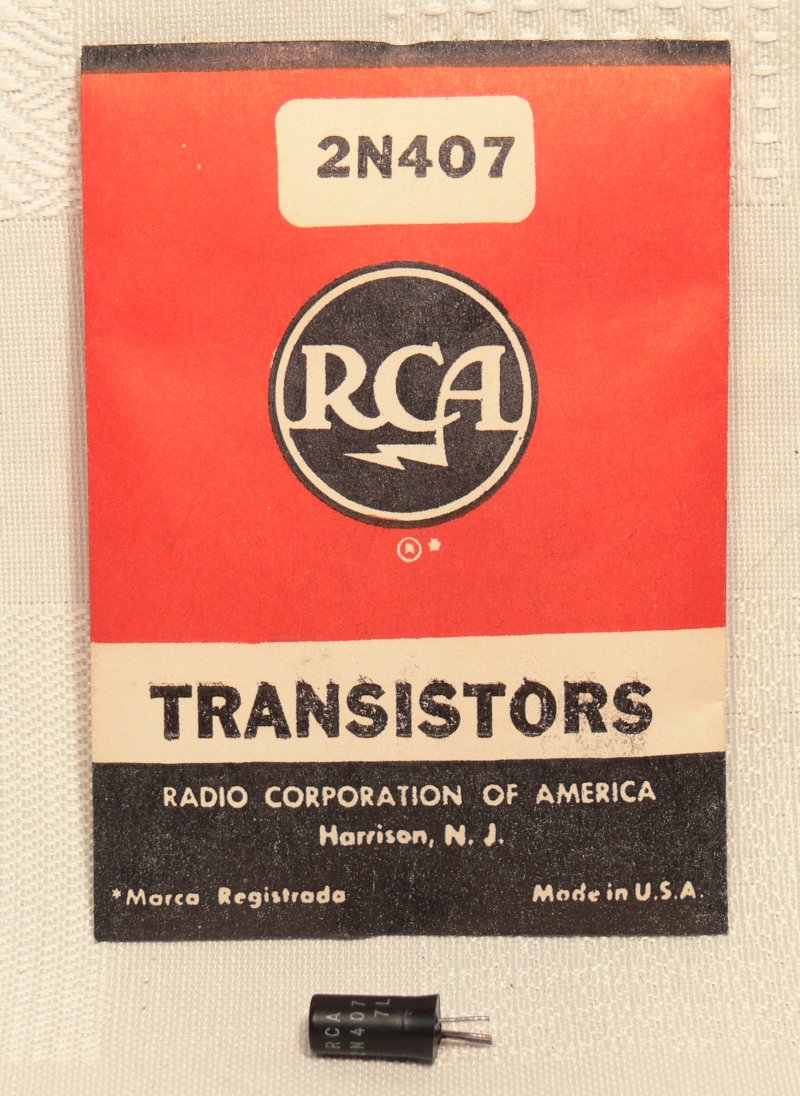 2N407
RCA
®*
TRANSISTORS
RADIO CORPORATION OF AMERICA
Harrison, N. J.
*Marca Registrada
Made in U.S.A.
RCA
2N407
7L